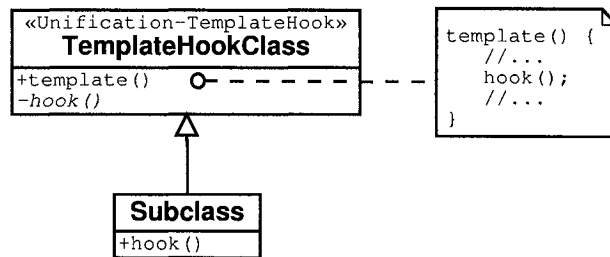 «Unification-TemplateHook»
TemplateHookClass
+template()
-hook()
template() {
//...
hook();
//...
}
Subclass
+hook()